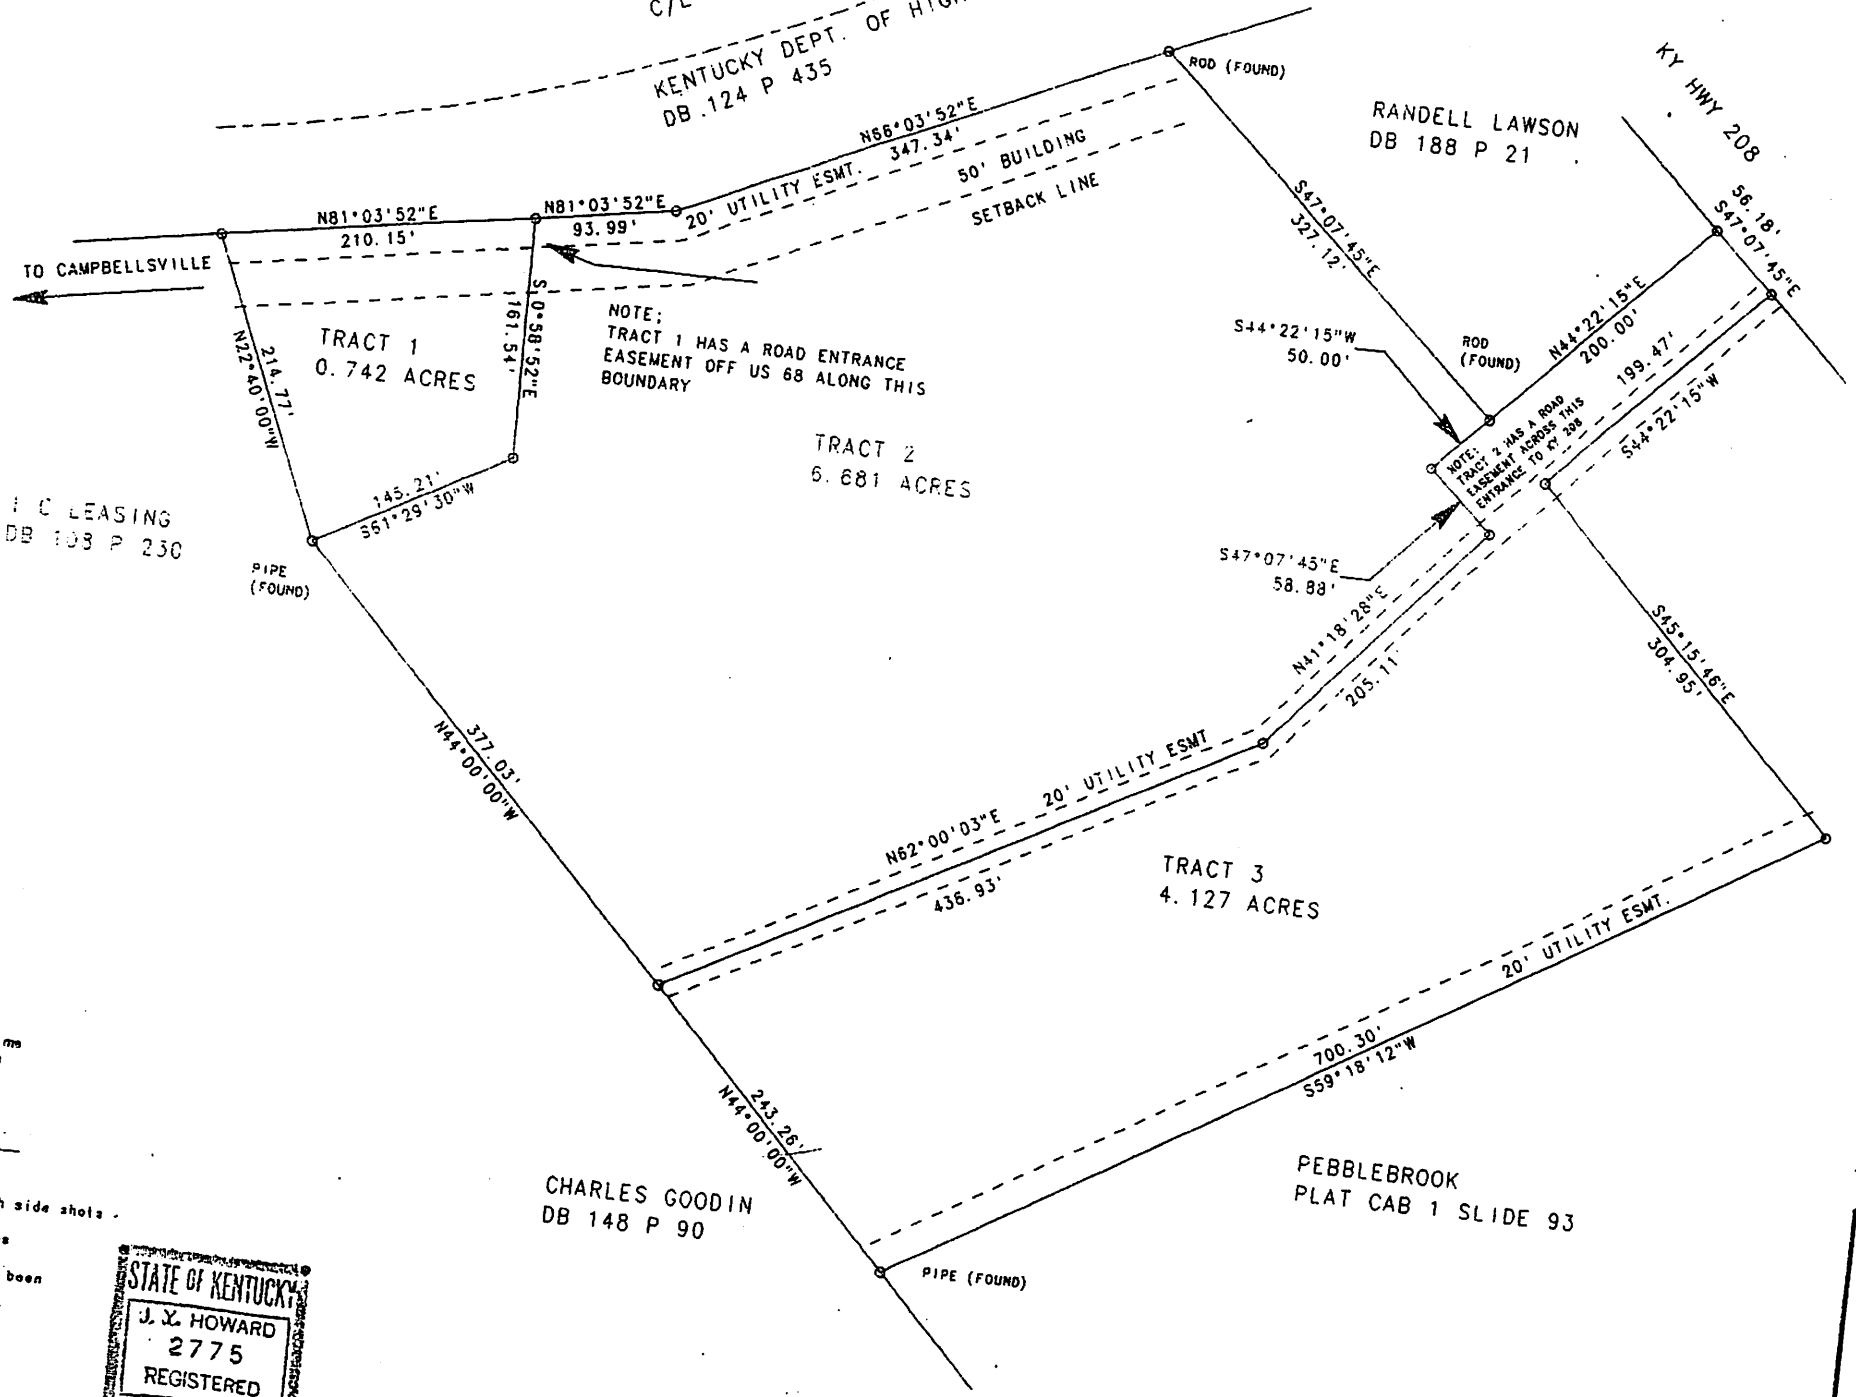 C/L
KENTUCKY DEPT. OF
DB 124 P 435
ROD (FOUND)
RANDELL LAWSON
DB 188 P 21
KY HWY 208
N66°03'52"E
347.34'
20' UTILITY ESMT.
50' BUILDING
SETBACK LINE
N81°03'52"E
210.15'
N81°03'52"E
93.99'
TO CAMPBELLSVILLE
S47°07'45"E
327.12'
56.18'
S47°07'45"E
N44°22'15"E
200.00'
199.47'
S44°22'15"W
S44°22'15"W
50.00'
ROD
(FOUND)
NOTE:
TRACT 2 HAS A ROAD
EASEMENT ACROSS THIS
ENTRANCE TO KY 208
TRACT 1
0.742 ACRES
214.77'
N22°40'00"W
S 0°58'52"E
161.54'
NOTE;
TRACT 1 HAS A ROAD ENTRANCE
EASEMENT OFF US 68 ALONG THIS
BOUNDARY
TRACT 2
6.681 ACRES
145.21'
S61°29'30"W
C LEASING
DB 108 P 230
PIPE
(FOUND)
S47°07'45"E
58.88'
N41°18'28"E
205.11'
S45°15'46"E
304.95'
377.03'
N44°00'00"W
20' UTILITY ESMT
N62°00'03"E
436.93'
TRACT 3
4.127 ACRES
20' UTILITY ESMT.
700.30'
S59°18'12"W
243.26'
N44°00'00"W
CHARLES GOODIN
DB 148 P 90
PEBBLEBROOK
PLAT CAB 1 SLIDE 93
PIPE (FOUND)
me
side shots
been
STATE OF KENTUCKY
J. X. HOWARD
2775
REGISTERED